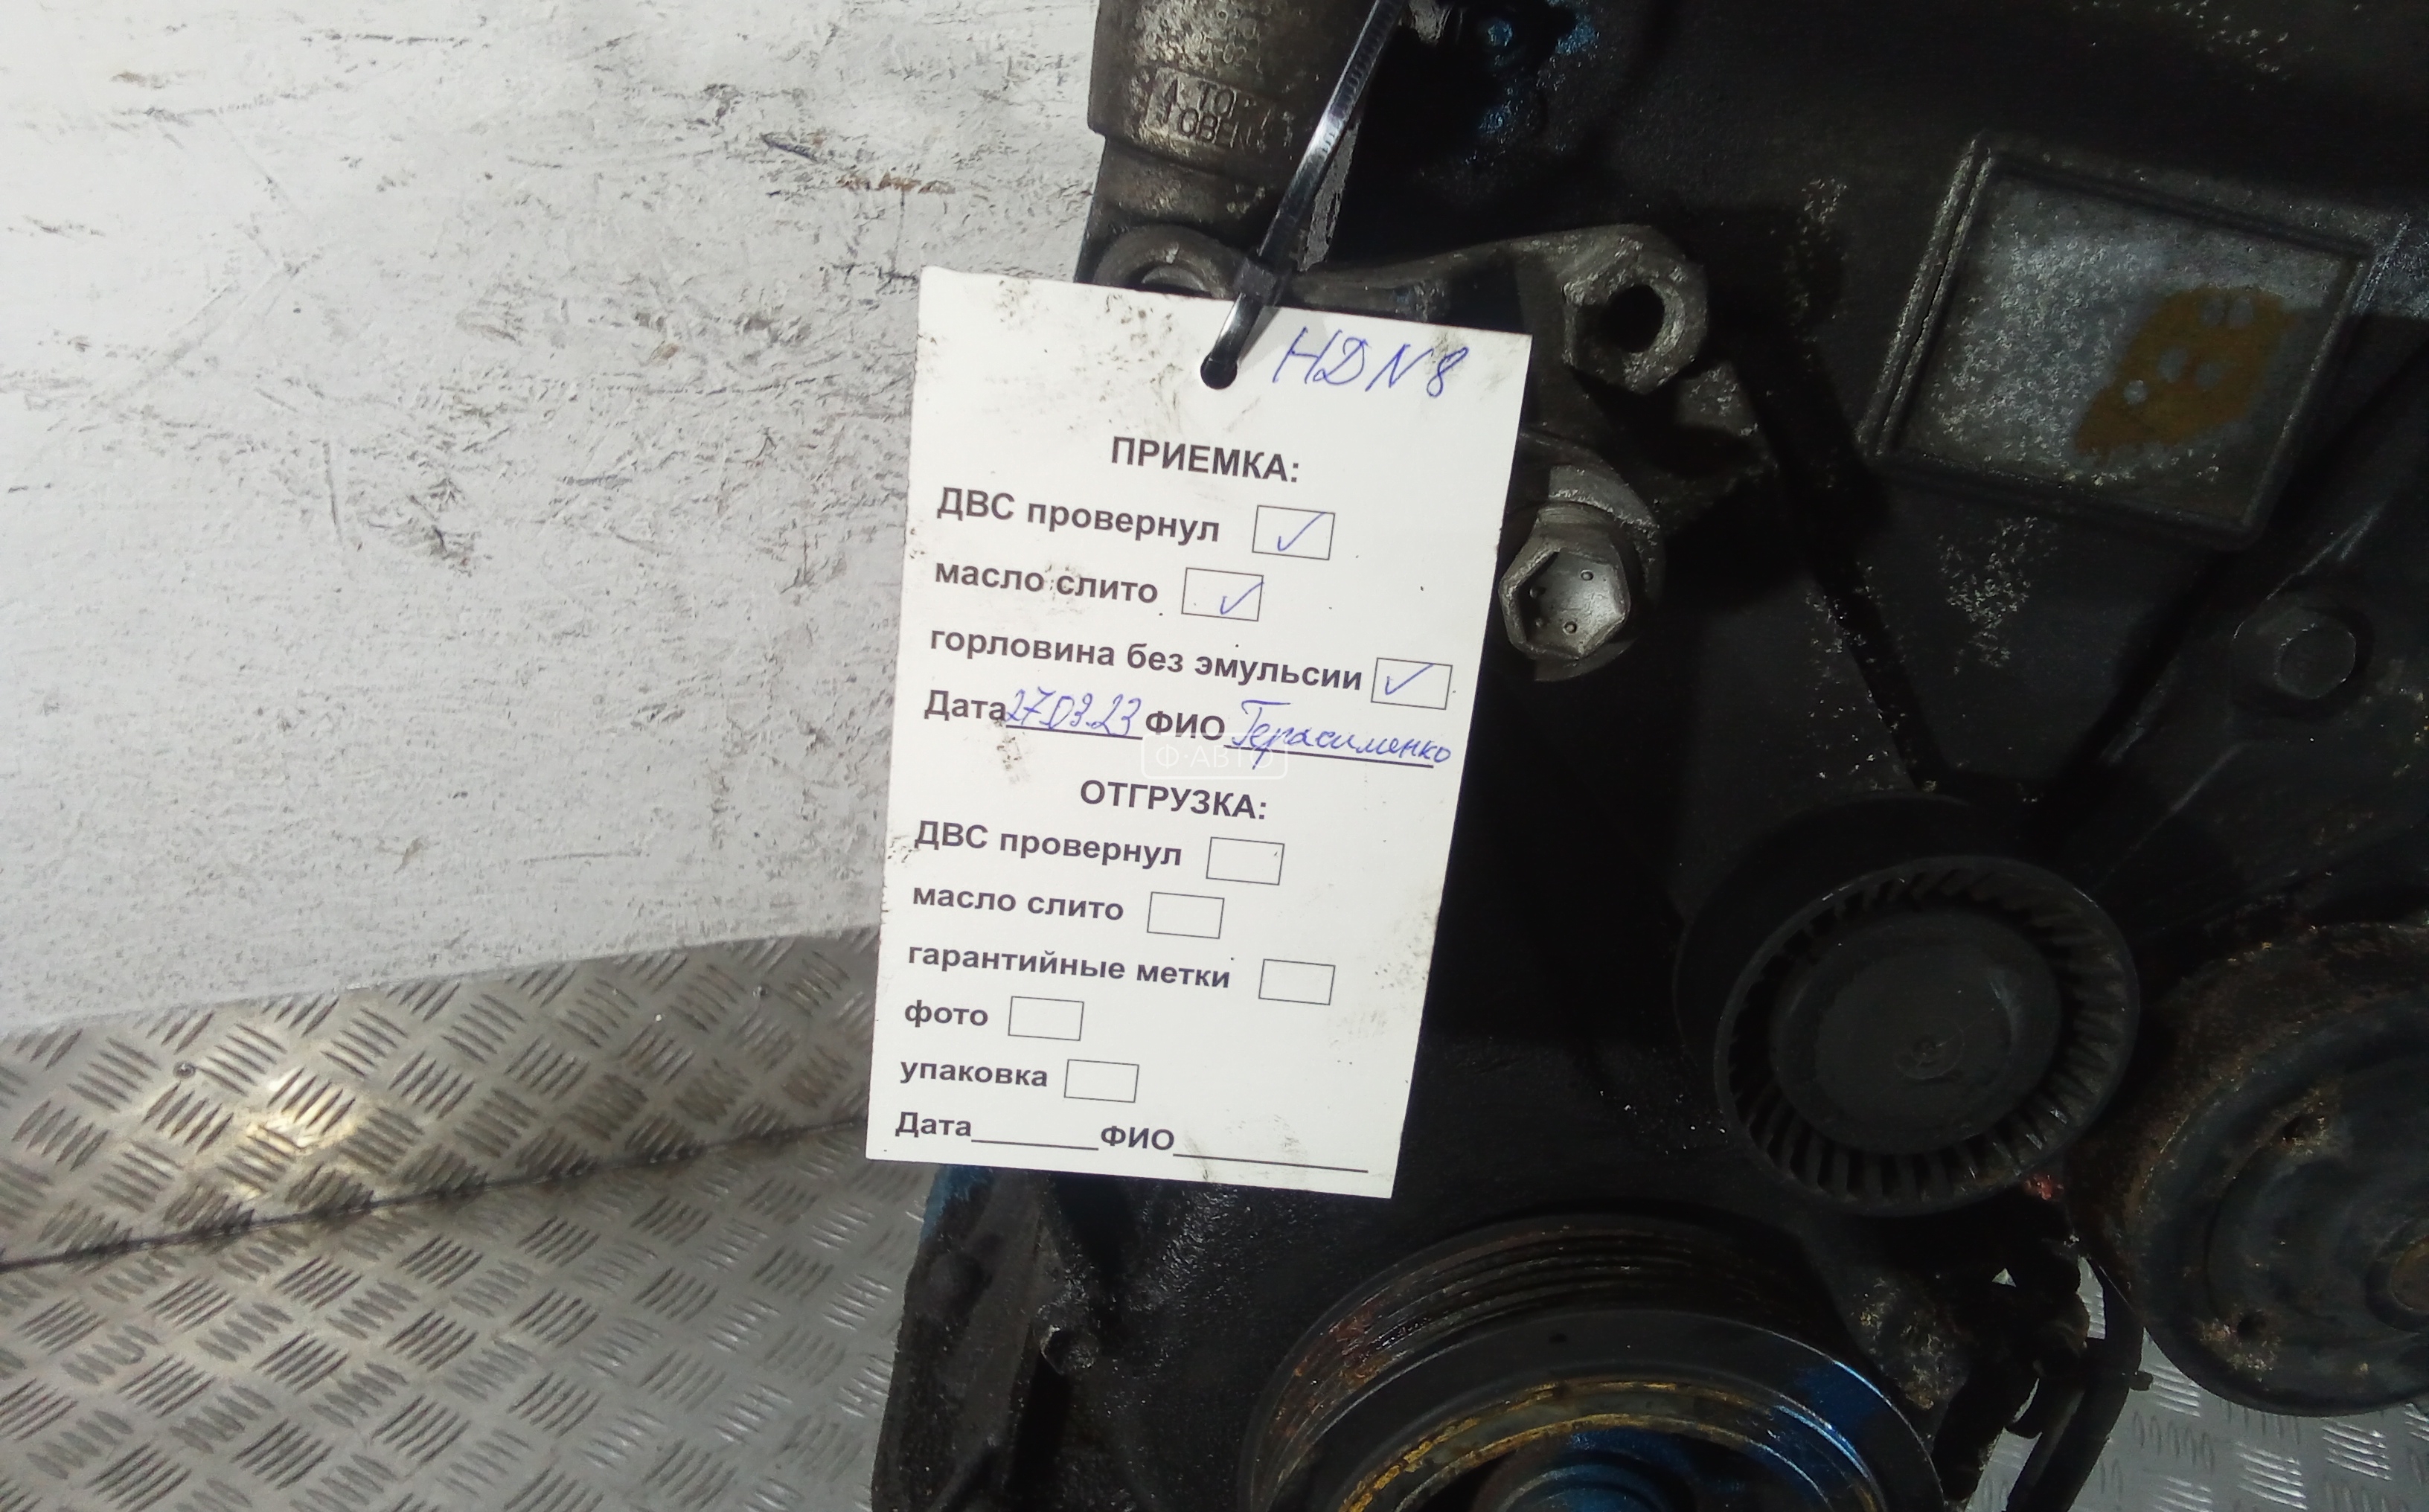 HDN8
ПРИЕМКА:
ДВС провернул
масло слито
горловина без эмульсии
Дата 27.03.23 ФИО Герасименко
Ф·АВТО
ОТГРУЗКА:
ДВС провернул
масло слито
гарантийные метки
фото
упаковка
Дата ФИО